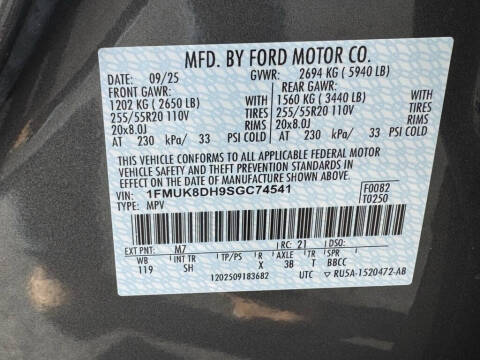 MFD. BY FORD MOTOR CO.
DATE: 09/25 GVWR: 2694 KG ( 5940 LB)
FRONT GAWR: REAR GAWR:
1202 KG ( 2650 LB) WITH 1560 KG ( 3440 LB) WITH
255/55R20 110V TIRES 255/55R20 110V TIRES
20x8.0J RIMS 20x8.0J RIMS
AT 230 kPa/ 33 PSI COLD AT 230 kPa/ 33 PSI COLD
THIS VEHICLE CONFORMS TO ALL APPLICABLE FEDERAL MOTOR
VEHICLE SAFETY AND THEFT PREVENTION STANDARDS IN
EFFECT ON THE DATE OF MANUFACTURE SHOWN ABOVE.
VIN: 1FMUK8DH9SGC74541 F0082
TYPE: MPV T0250
EXT PNT: M7 RC: 21 DSO:
WB INT TR TP/PS R AXLE TR SPR
119 SH X 3B T BBCC
1202509183682 UTC ▽ RU5A-1520472-AB